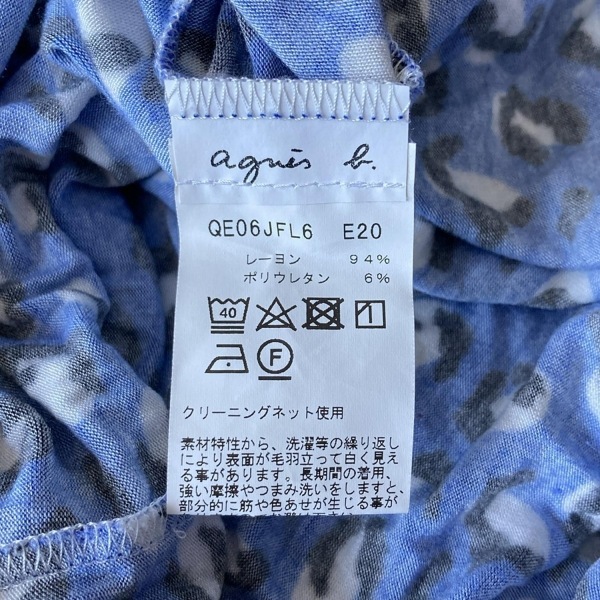 agnès b.
QE06JFL6 E20
レーヨン 94%
ポリウレタン 6%
40
F
クリーニングネット使用
素材特性から、洗濯等の繰り返し
により表面が毛羽立って白く見え
る事があります。長期間の着用、
強い摩擦やつまみ洗いをしますと、
部分的に筋や色あせが生じる事が